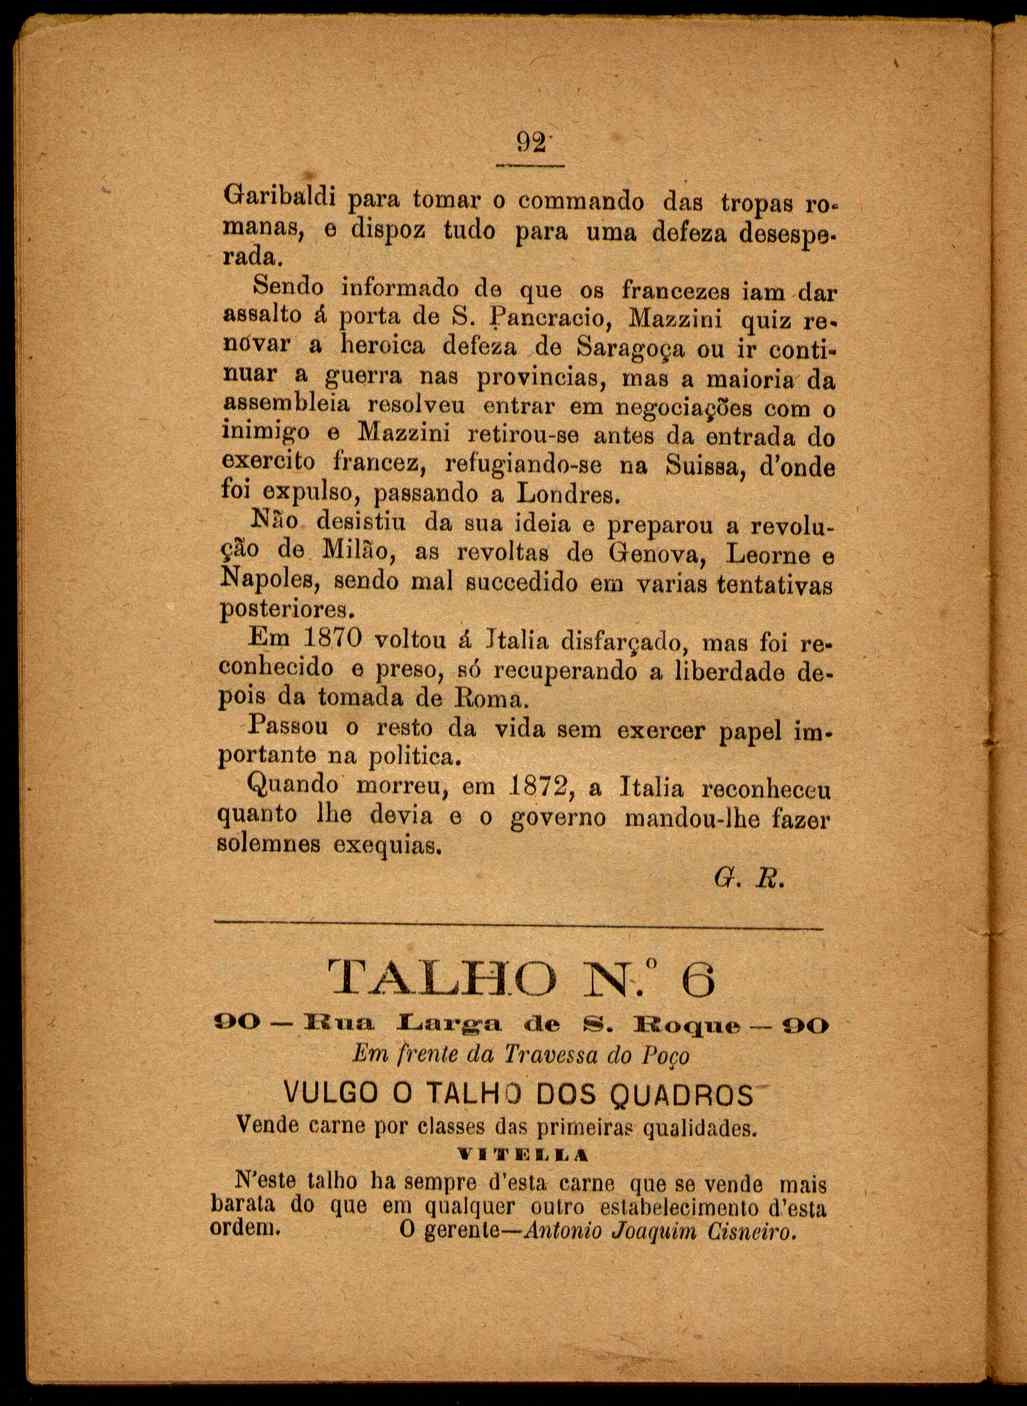 92
Garibaldi para tomar o commando das tropas ro-
manas, e dispoz tudo para uma defeza desespe-
rada.
Sendo informado de que os francezes iam dar
assalto á porta de S. Pancracio, Mazzini quiz re-
novar a heroica defeza de Saragoça ou ir conti-
nuar a guerra nas provincias, mas a maioria da
assembleia resolveu entrar em negociações com o
inimigo e Mazzini retirou-se antes da entrada do
exercito francez, refugiando-se na Suissa, d'onde
foi expulso, passando a Londres.
Não desistiu da sua ideia e preparou a revolu-
ção de Milão, as revoltas de Genova, Leorne e
Napoles, sendo mal succedido em varias tentativas
posteriores.
Em 1870 voltou á Italia disfarçado, mas foi re-
conhecido e preso, só recuperando a liberdade de-
pois da tomada de Roma.
Passou o resto da vida sem exercer papel im-
portante na politica.
Quando morreu, em 1872, a Italia reconheceu
quanto lhe devia e o governo mandou-lhe fazer
solemnes exequias.
G. R.
TALHO N.º 6
90 — Rua Larga de S. Roque — 90
Em frente da Travessa do Poço
VULGO O TALHO DOS QUADROS
Vende carne por classes das primeiras qualidades.
VITELLA
N'este talho ha sempre d'esta carne que se vende mais
barata do que em qualquer outro estabelecimento d'esta
ordem. O gerente—Antonio Joaquim Cisneiro.